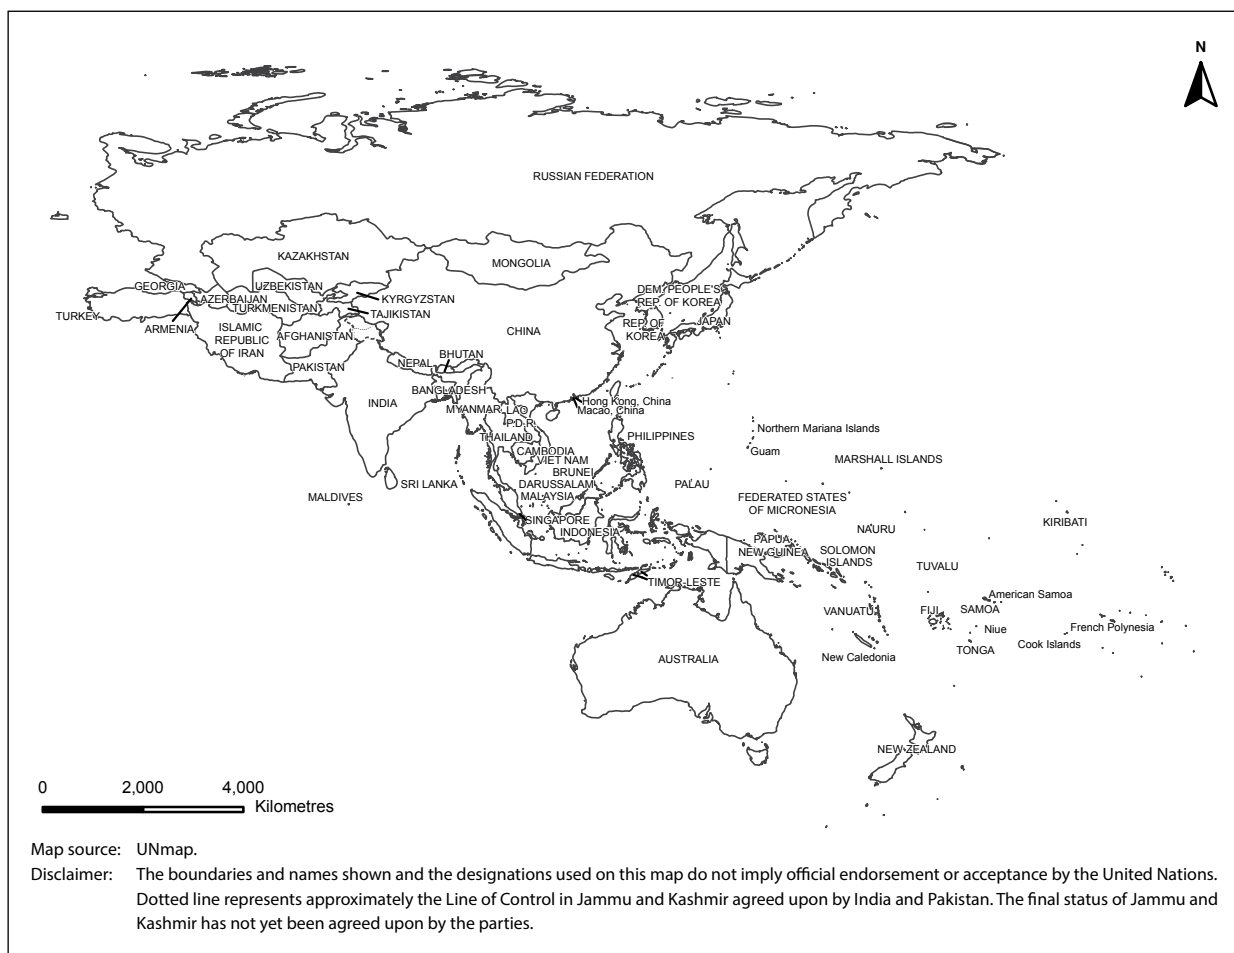 N
RUSSIAN FEDERATION
KAZAKHSTAN
MONGOLIA
GEORGIA
UZBEKISTAN
AZERBAIJAN
KYRGYZSTAN
DEM. PEOPLE'S
REP. OF KOREA
TURKMENISTAN
TAJIKISTAN
TURKEY
ARMENIA
ISLAMIC
REPUBLIC
OF IRAN
AFGHANISTAN
CHINA
REP. OF
KOREA
JAPAN
PAKISTAN
NEPAL
BHUTAN
BANGLADESH
INDIA
Hong Kong, China
Macao, China
MYANMAR
LAO
P.D.R.
THAILAND
PHILIPPINES
Northern Mariana Islands
Guam
CAMBODIA
VIET NAM
BRUNEI
DARUSSALAM
MALAYSIA
MARSHALL ISLANDS
MALDIVES
SRI LANKA
PALAU
FEDERATED STATES
OF MICRONESIA
SINGAPORE
INDONESIA
KIRIBATI
NAURU
PAPUA
NEW GUINEA
SOLOMON
ISLANDS
TUVALU
TIMOR-LESTE
American Samoa
VANUATU
FIJI
SAMOA
Niue
French Polynesia
New Caledonia
TONGA
Cook Islands
AUSTRALIA
NEW ZEALAND
0 2,000 4,000
Kilometres
Map source: UNmap.
Disclaimer: The boundaries and names shown and the designations used on this map do not imply official endorsement or acceptance by the United Nations.
Dotted line represents approximately the Line of Control in Jammu and Kashmir agreed upon by India and Pakistan. The final status of Jammu and
Kashmir has not yet been agreed upon by the parties.